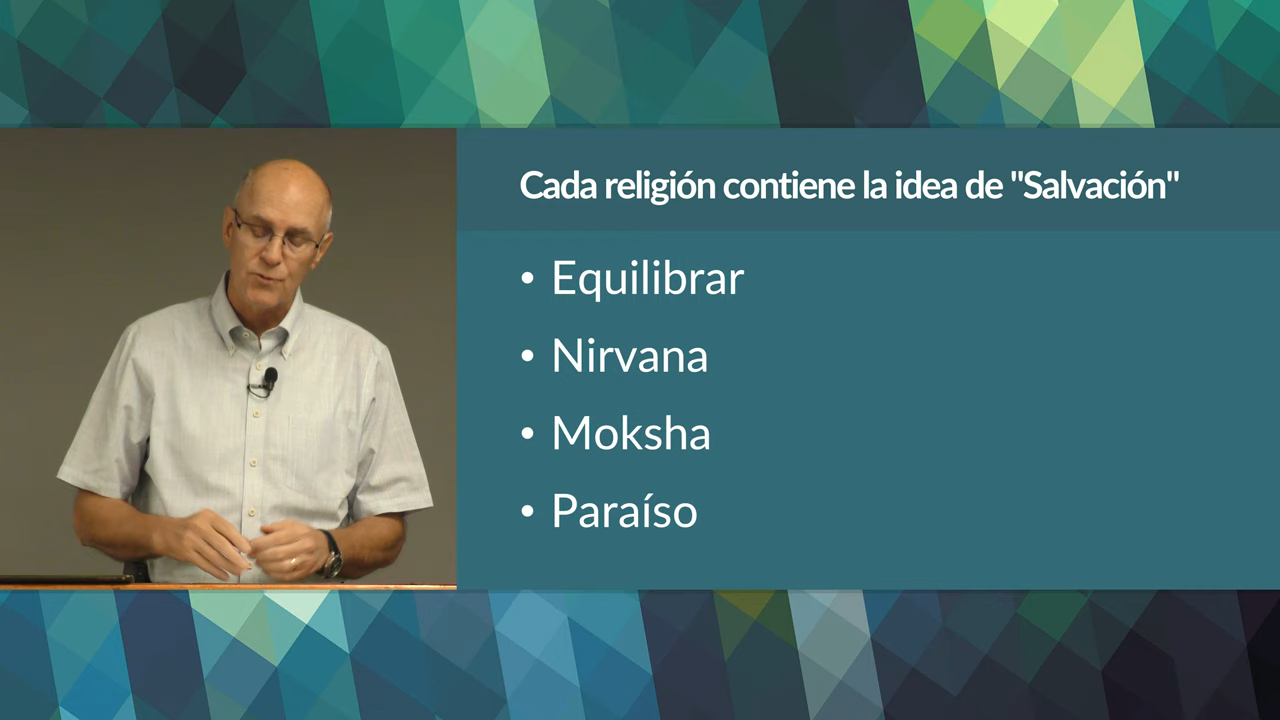 Cada religión contiene la idea de "Salvación"
• Equilibrar
• Nirvana
• Moksha
• Paraíso